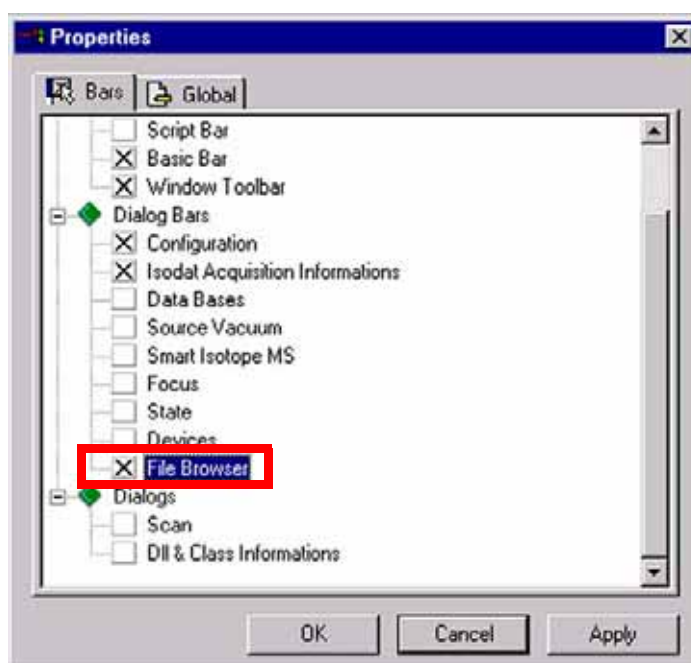 Properties
Bars Global
Script Bar
Basic Bar
Window Toolbar
Dialog Bars
Configuration
Isodat Acquisition Informations
Data Bases
Source Vacuum
Smart Isotope MS
Focus
State
Devices
File Browser
Dialogs
Scan
Dll & Class Informations
OK Cancel Apply